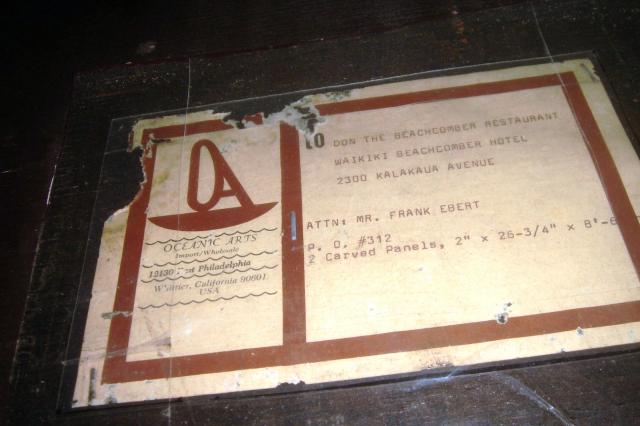 OA
OCEANIC ARTS
Import/Wholesale
12130 Philadelphia
Whittier, California 90601
USA
TO DON THE BEACHCOMBER RESTAURANT
WAIKIKI BEACHCOMBER HOTEL
2300 KALAKAUA AVENUE
ATTN: MR. FRANK EBERT
P. O. #312
2 Carved Panels, 2" x 26-3/4" x 8'-6